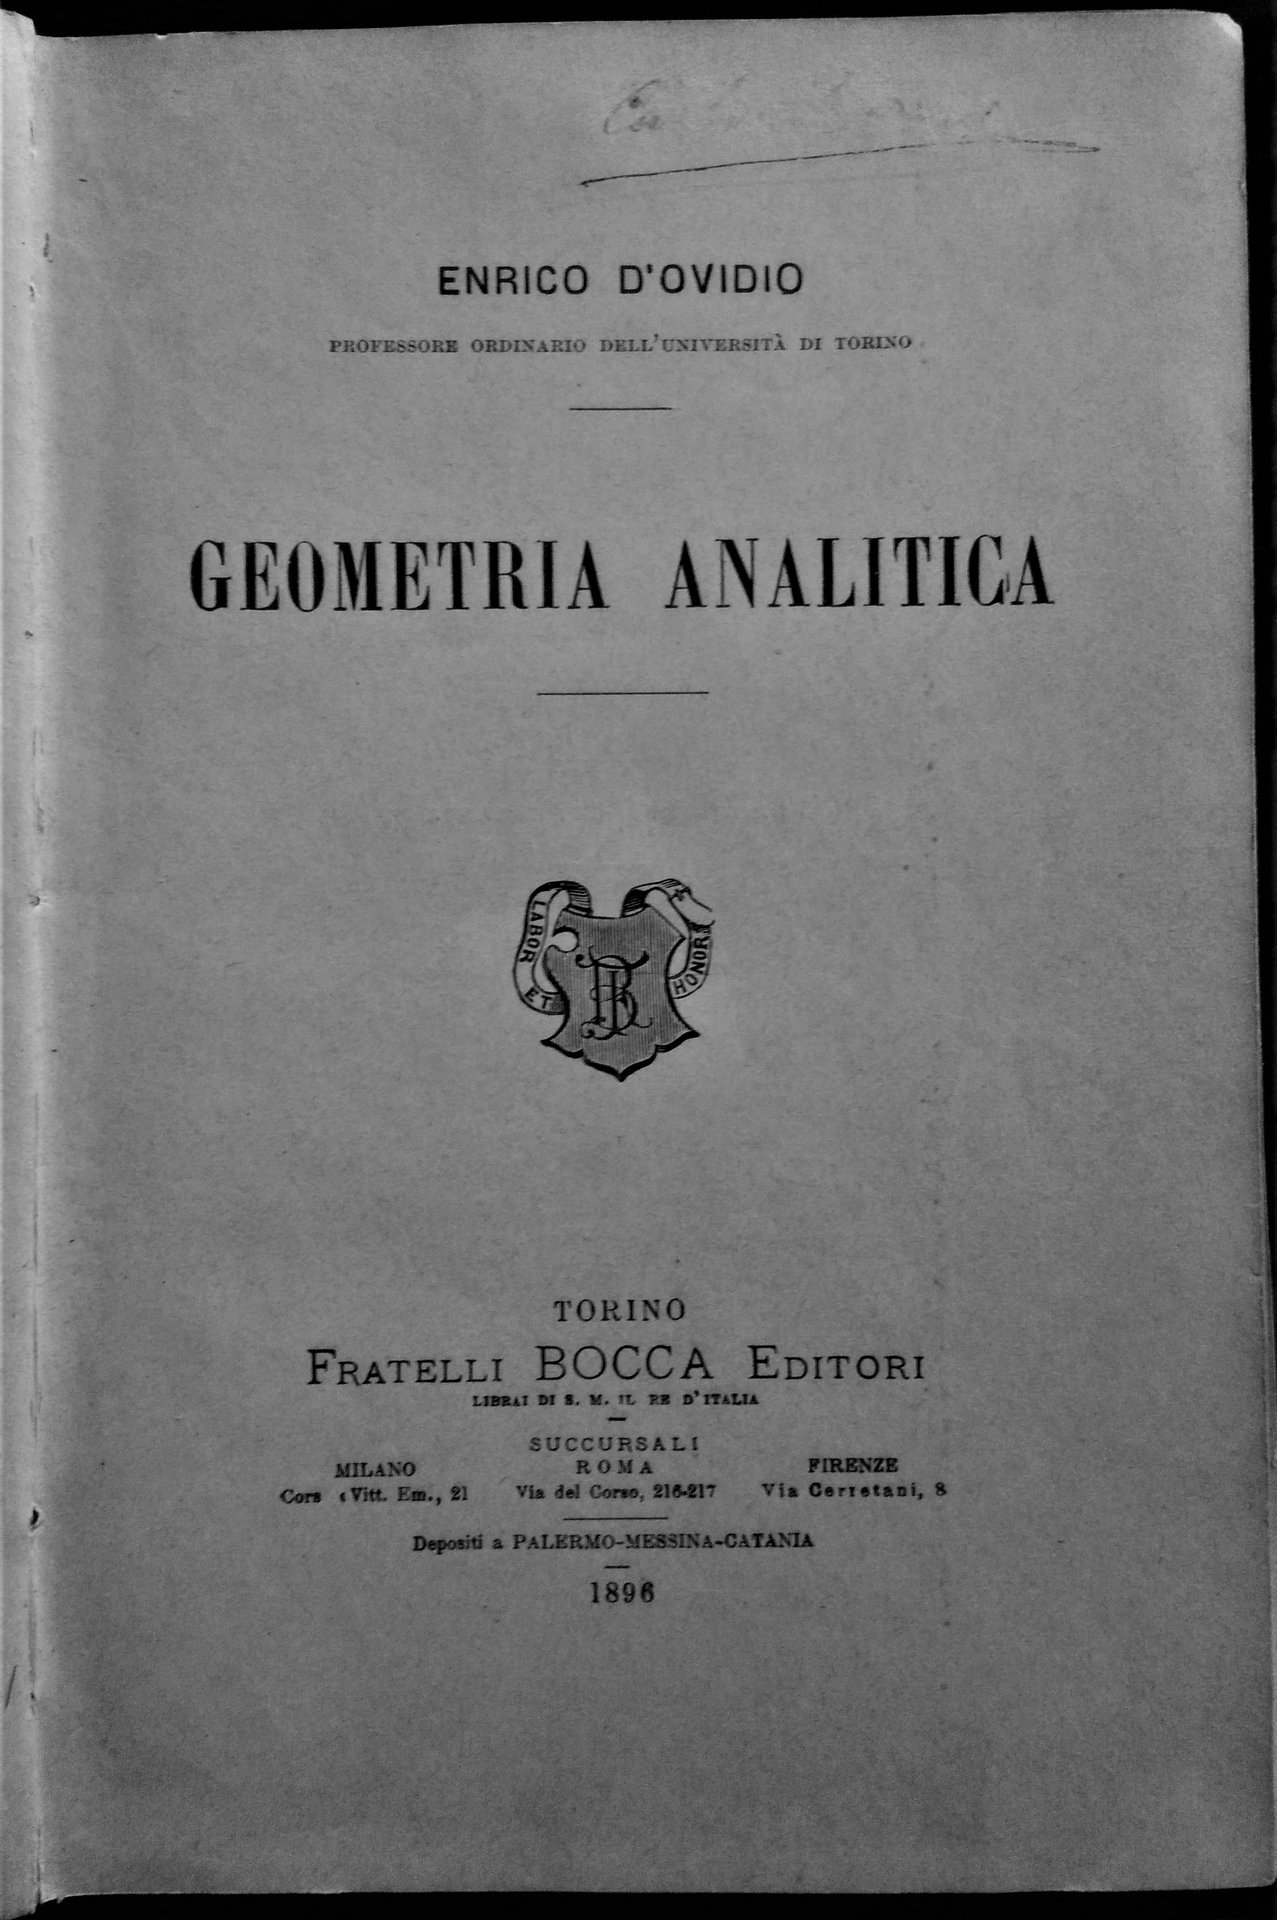 ENRICO D'OVIDIO
PROFESSORE ORDINARIO DELL'UNIVERSITÀ DI TORINO
GEOMETRIA ANALITICA
LABOR ET HONOR
TORINO
FRATELLI BOCCA EDITORI
LIBRAI DI S. M. IL RE D'ITALIA
SUCCURSALI
MILANO ROMA FIRENZE
Cors Vitt. Em., 21 Via del Corso, 216-217 Via Cerretani, 8
Depositi a PALERMO-MESSINA-CATANIA
1896